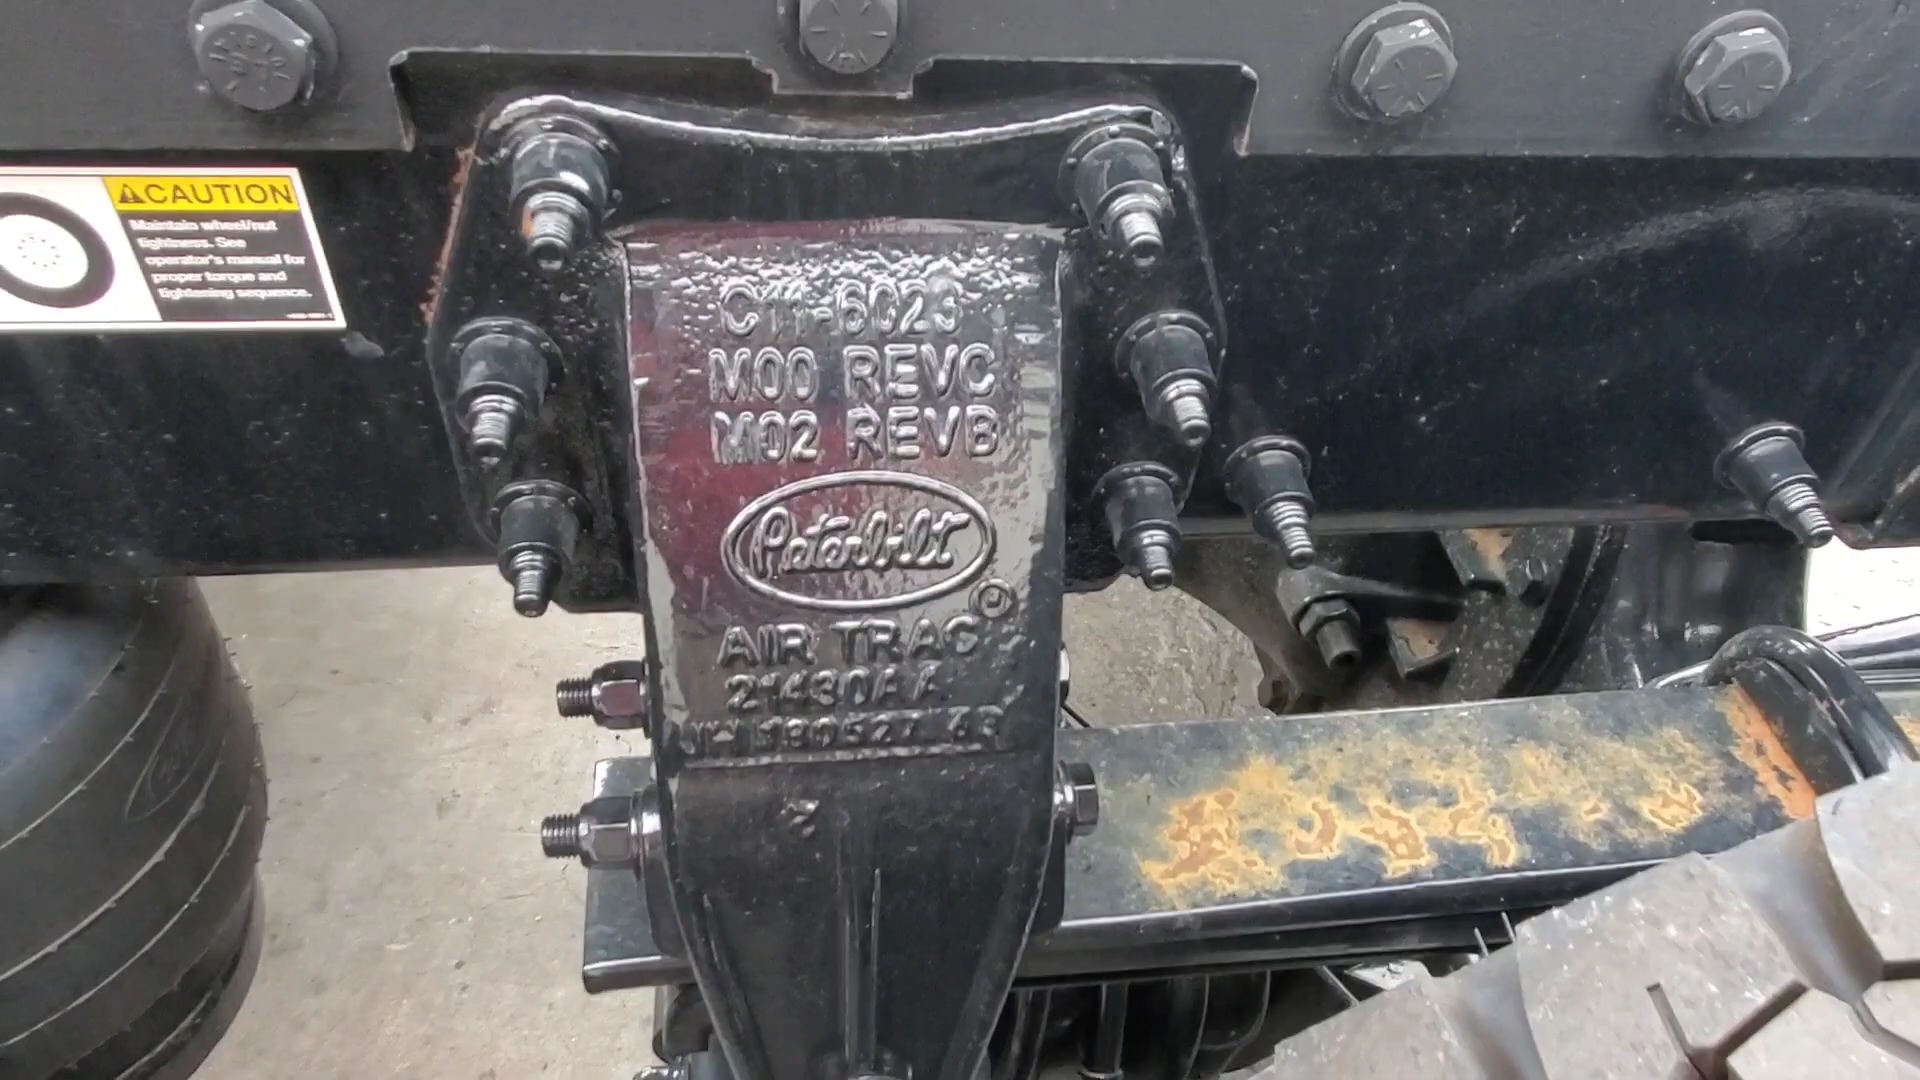 CAUTION
Maintain wheel/nut
tightness. See
operator's manual for
proper torque and
tightening sequence.
C11-6023
M00 REVC
M02 REVB
Peterbilt
AIR TRAC
21430AA